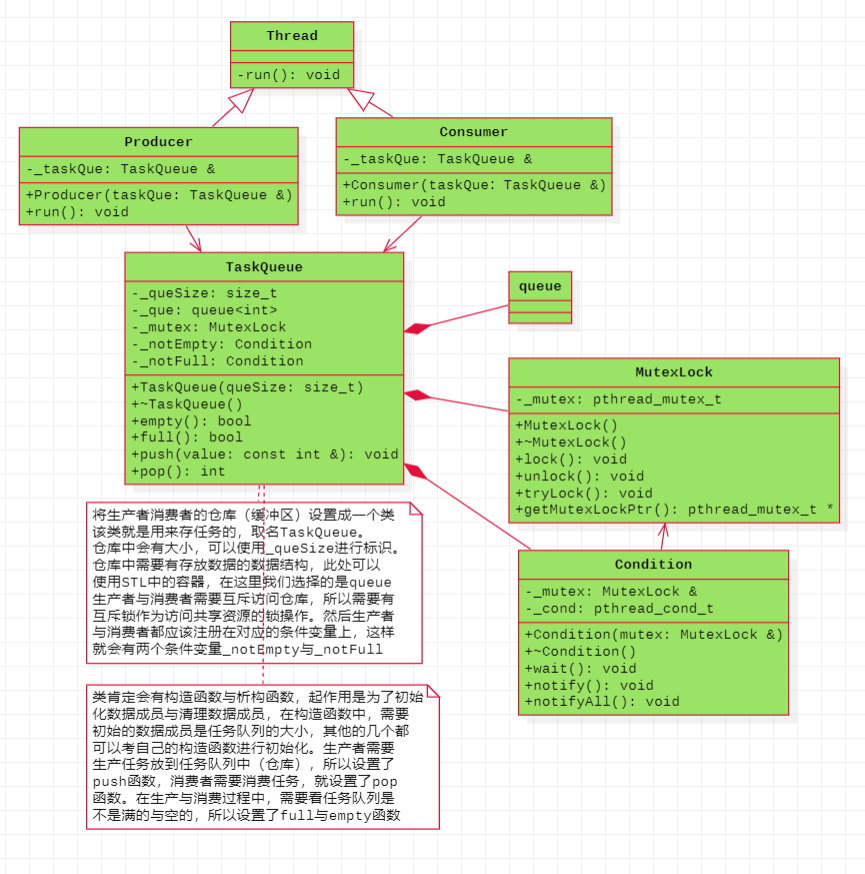 Thread
-run(): void
Producer
-_taskQue: TaskQueue &
+Producer(taskQue: TaskQueue &)
+run(): void
Consumer
-_taskQue: TaskQueue &
+Consumer(taskQue: TaskQueue &)
+run(): void
TaskQueue
-_queSize: size_t
-_que: queue<int>
-_mutex: MutexLock
-_notEmpty: Condition
-_notFull: Condition
+TaskQueue(queSize: size_t)
+~TaskQueue()
+empty(): bool
+full(): bool
+push(value: const int &): void
+pop(): int
queue
MutexLock
-_mutex: pthread_mutex_t
+MutexLock()
+~MutexLock()
+lock(): void
+unlock(): void
+tryLock(): void
+getMutexLockPtr(): pthread_mutex_t *
Condition
-_mutex: MutexLock &
-_cond: pthread_cond_t
+Condition(mutex: MutexLock &)
+~Condition()
+wait(): void
+notify(): void
+notifyAll(): void
将生产者消费者的仓库（缓冲区）设置成一个类
该类就是用来存任务的，取名TaskQueue。
仓库中会有大小，可以使用_queSize进行标识。
仓库中需要有存放数据的数据结构，此处可以
使用STL中的容器，在这里我们选择的是queue
生产者与消费者需要互斥访问仓库，所以需要有
互斥锁作为访问共享资源的锁操作。然后生产者
与消费者都应该注册在对应的条件变量上，这样
就会有两个条件变量_notEmpty与_notFull
类肯定会有构造函数与析构函数，起作用是为了初始
化数据成员与清理数据成员，在构造函数中，需要
初始的数据成员是任务队列的大小，其他的几个都
可以考自己的构造函数进行初始化。生产者需要
生产任务放到任务队列中（仓库），所以设置了
push函数，消费者需要消费任务，就设置了pop
函数。在生产与消费过程中，需要看任务队列是
不是满的与空的，所以设置了full与empty函数